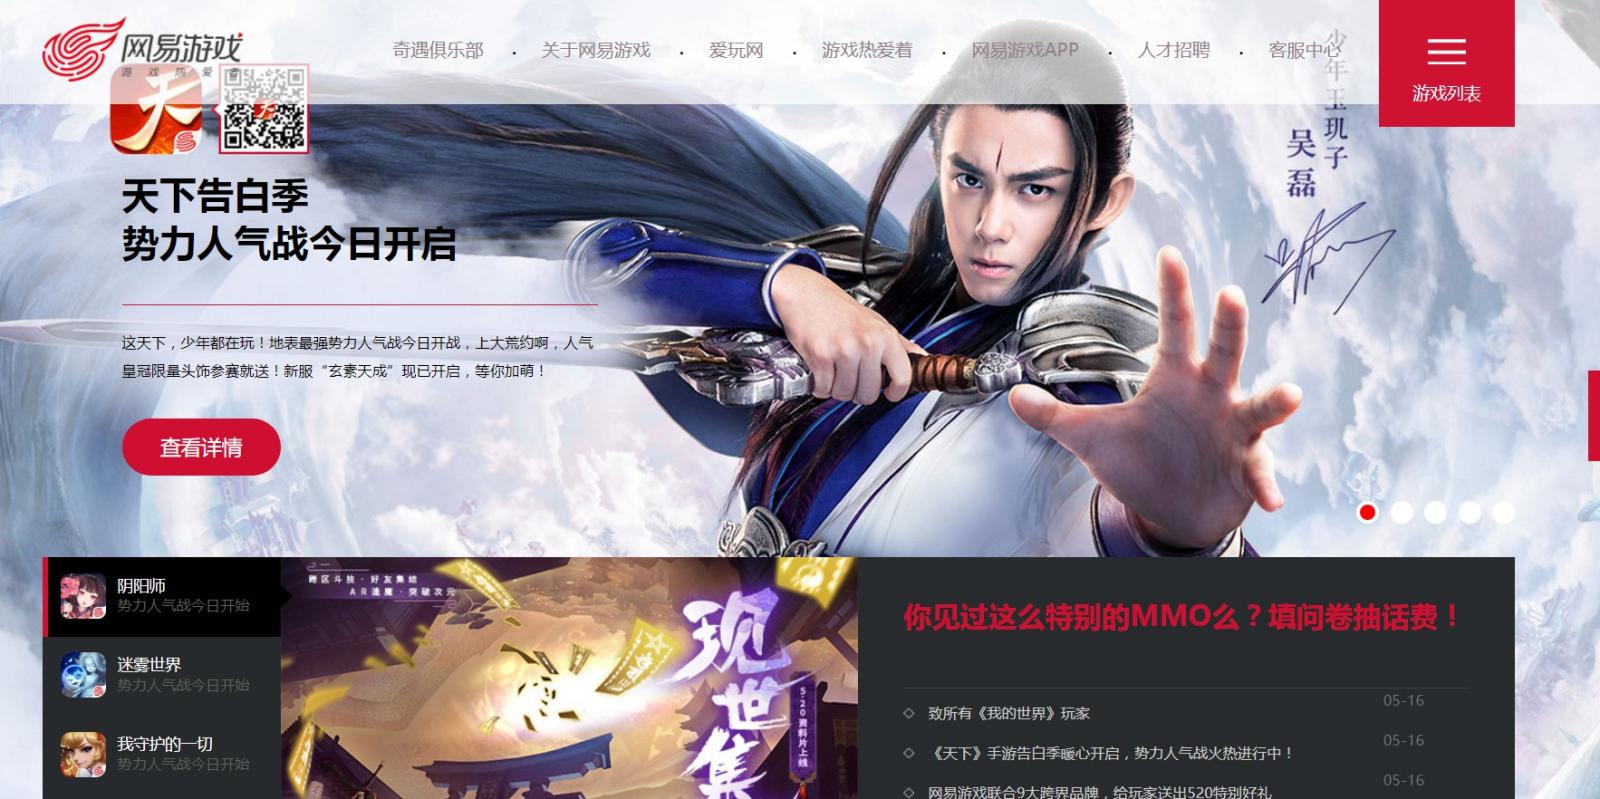 网易游戏
游戏热爱者
奇遇俱乐部 · 关于网易游戏 · 爱玩网 · 游戏热爱着 · 网易游戏APP · 人才招聘 · 客服中心
游戏列表
天
少年玉玑子
吴磊
天下告白季
势力人气战今日开启
这天下，少年都在玩！地表最强势力人气战今日开战，上大荒约啊，人气
皇冠限量头饰参赛就送！新服“玄素天成”现已开启，等你加萌！
查看详情
阴阳师
势力人气战今日开始
迷雾世界
势力人气战今日开始
我守护的一切
势力人气战今日开始
跨区斗技·好友集结
AR逢魔·突破次元
现世集
5·20资料片上线
你见过这么特别的MMO么？填问卷抽话费！
致所有《我的世界》玩家 05-16
《天下》手游告白季暖心开启，势力人气战火热进行中！ 05-16
网易游戏联合9大跨界品牌，给玩家送出520特别好礼 05-16